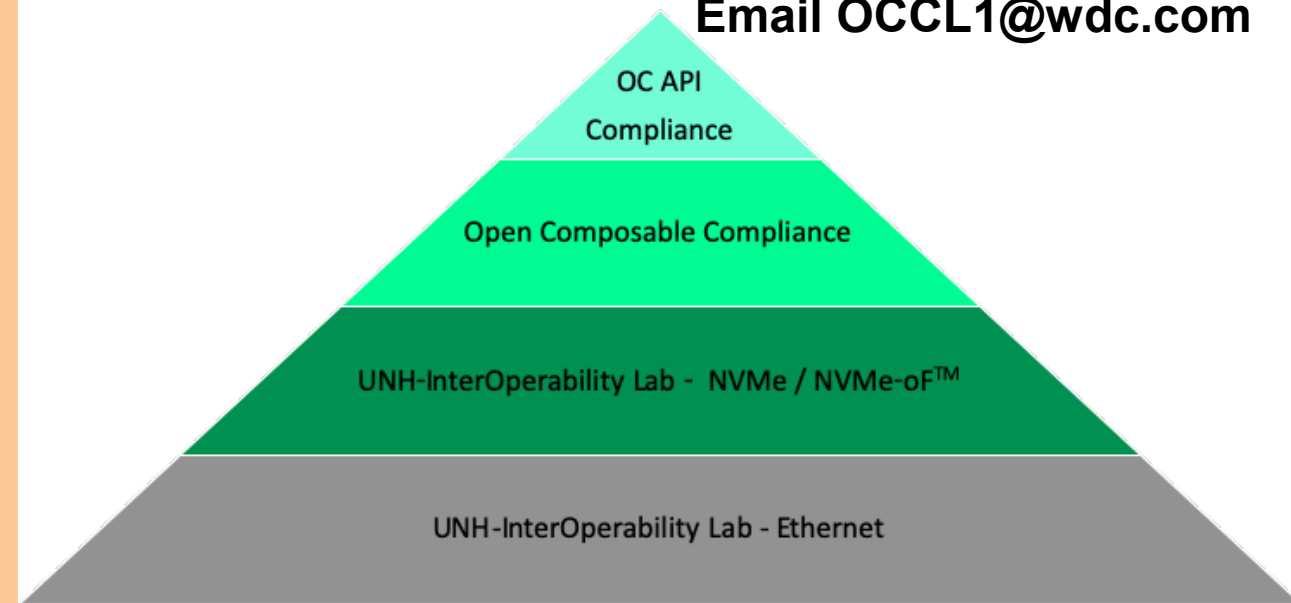 Email OCCL1@wdc.com
OC API
Compliance
Open Composable Compliance
UNH-InterOperability Lab - NVMe / NVMe-oF™
UNH-InterOperability Lab - Ethernet